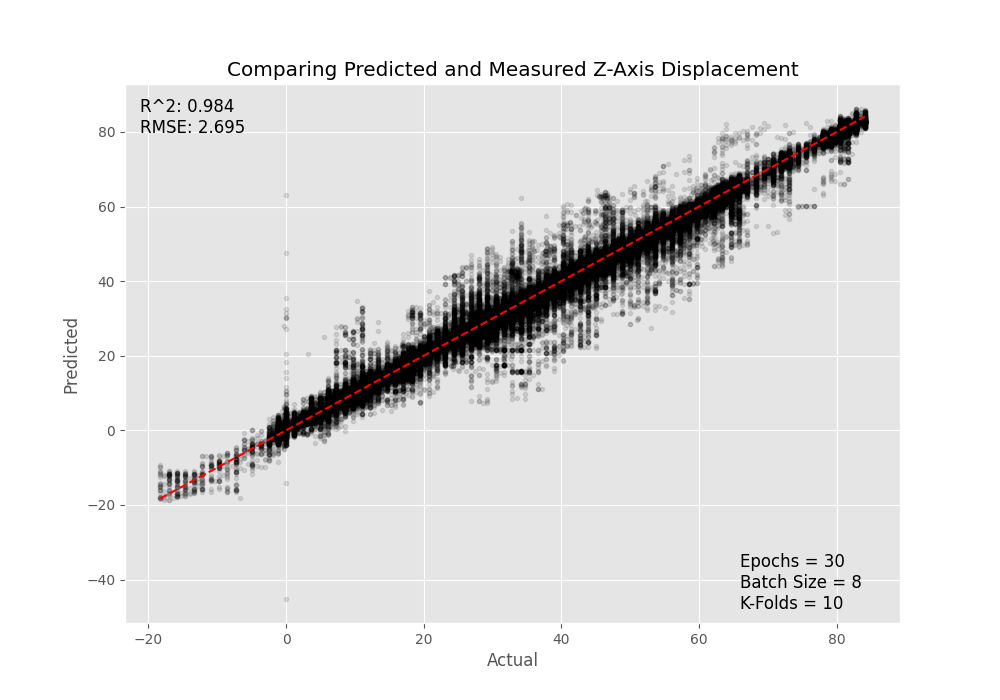 Comparing Predicted and Measured Z-Axis Displacement
R^2: 0.984
RMSE: 2.695
80
60
40
20
0
−20
−40
Predicted
Epochs = 30
Batch Size = 8
K-Folds = 10
−20 0 20 40 60 80
Actual